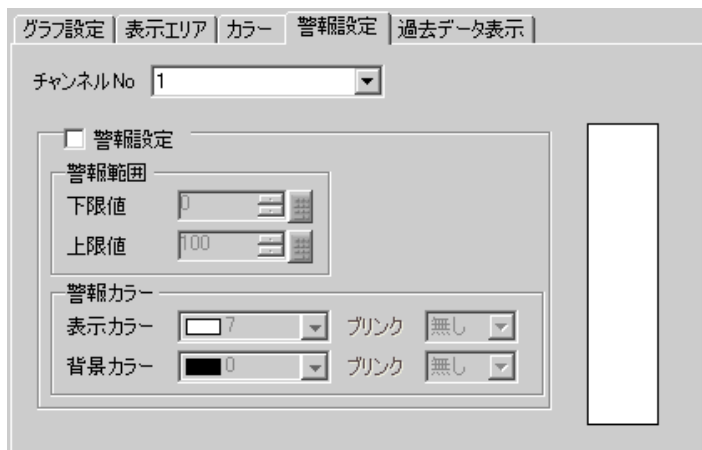 グラフ設定 表示エリア カラー 警報設定 過去データ表示
チャンネルNo 1
警報設定
警報範囲
下限値 0
上限値 100
警報カラー
表示カラー 7 ブリンク 無し
背景カラー 0 ブリンク 無し